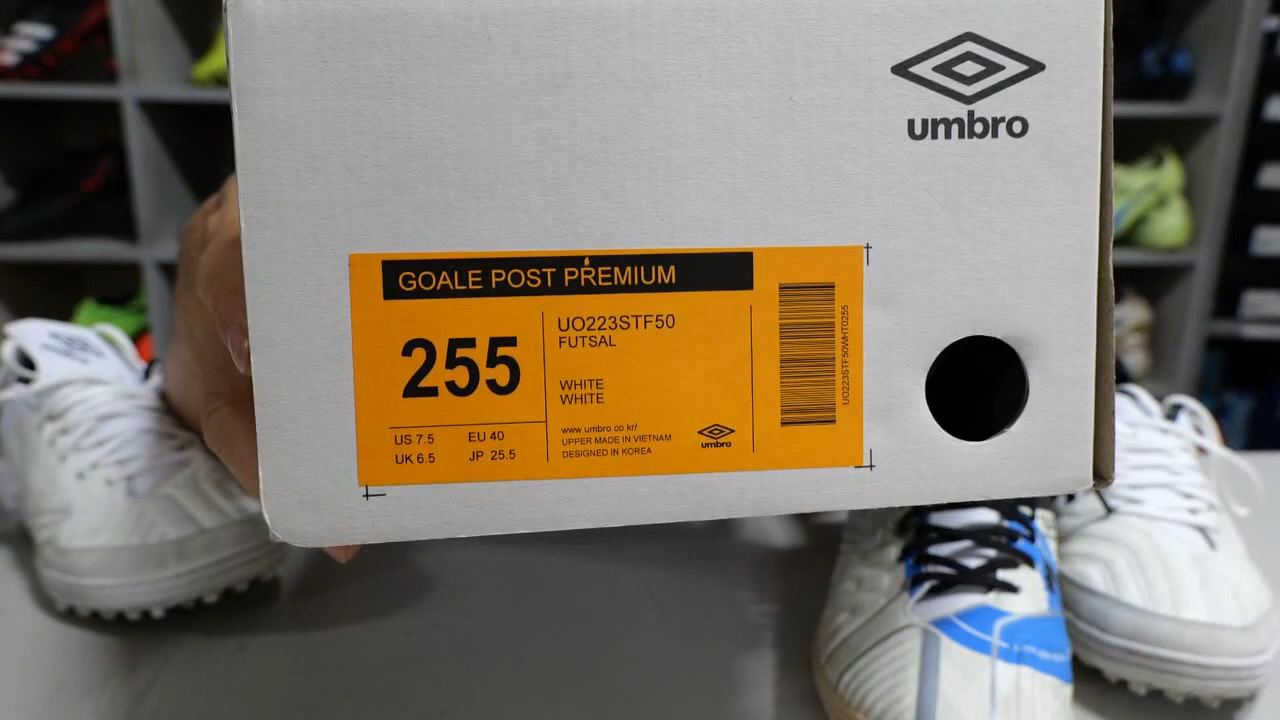 umbro
GOALE POST PREMIUM
255
US 7.5 EU 40
UK 6.5 JP 25.5
UO223STF50
FUTSAL
WHITE
WHITE
www.umbro.co.kr/
UPPER MADE IN VIETNAM
DESIGNED IN KOREA
umbro
UO223STF50WHT0255